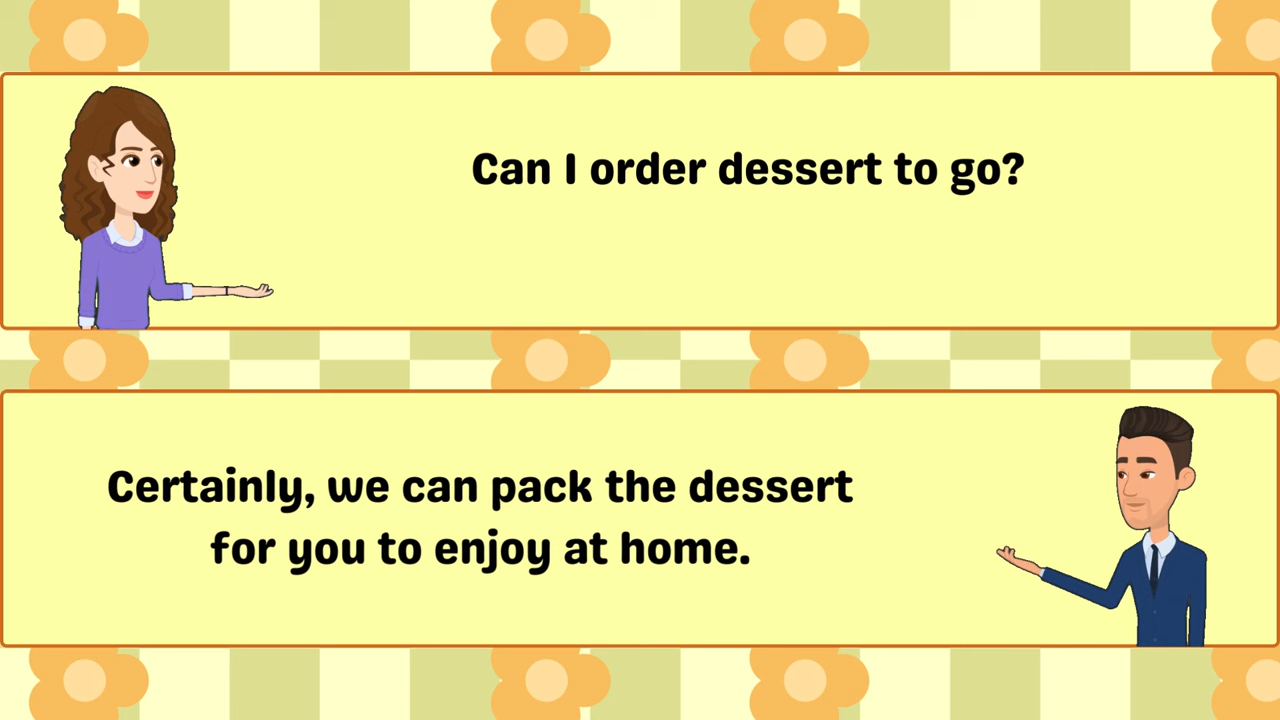 Can I order dessert to go?
Certainly, we can pack the dessert
for you to enjoy at home.